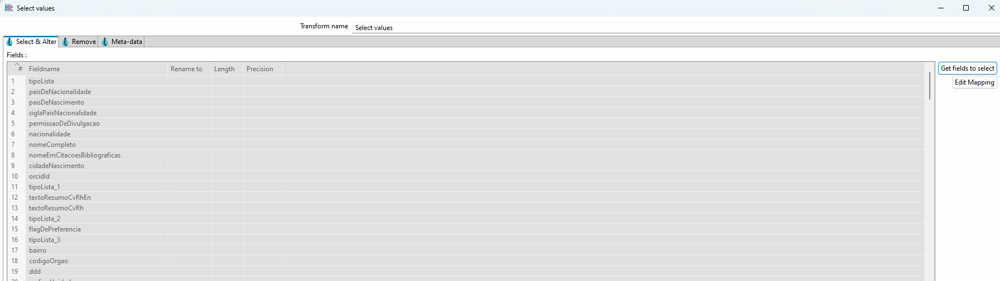 Select values
Transform name Select values
Select & Alter Remove Meta-data
Fields :
# Fieldname Rename to Length Precision
Get fields to select
Edit Mapping
1 tipoLista
2 paisDeNacionalidade
3 paisDeNascimento
4 siglaPaisNacionalidade
5 permissaoDeDivulgacao
6 nacionalidade
7 nomeCompleto
8 nomeEmCitacoesBibliograficas
9 cidadeNascimento
10 orcidId
11 tipoLista_1
12 textoResumoCvRhEn
13 textoResumoCvRh
14 tipoLista_2
15 flagDePreferencia
16 tipoLista_3
17 bairro
18 codigoOrgao
19 ddd